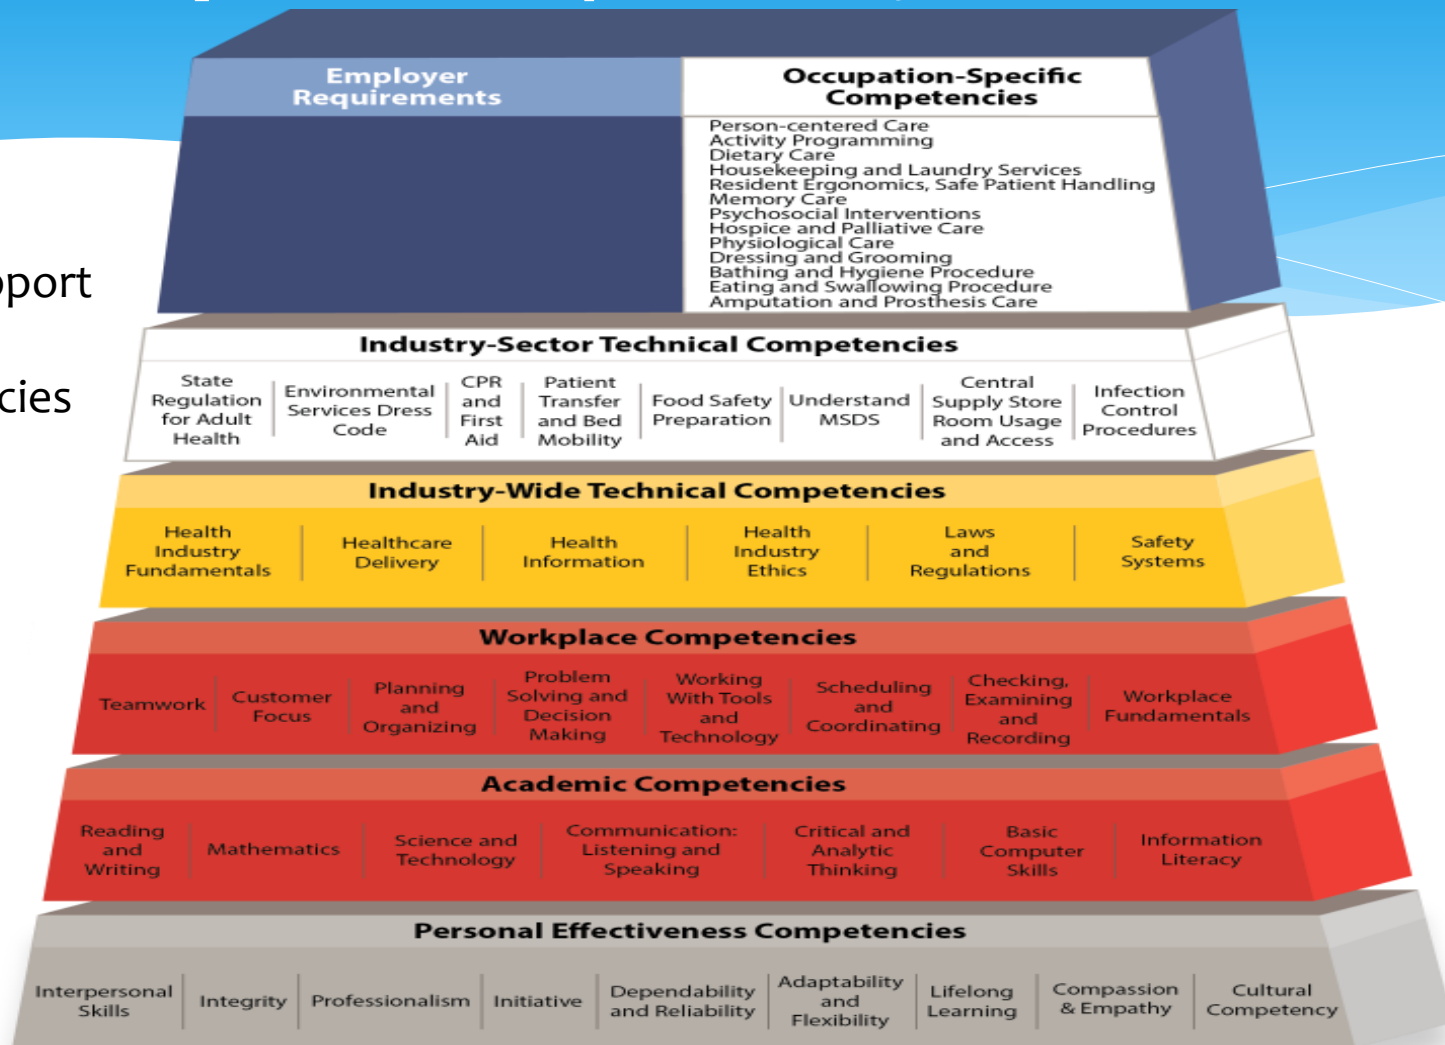 Employer
Requirements
Occupation-Specific
Competencies
Person-centered Care
Activity Programming
Dietary Care
Housekeeping and Laundry Services
Resident Ergonomics, Safe Patient Handling
Memory Care
Psychosocial Interventions
Hospice and Palliative Care
Physiological Care
Dressing and Grooming
Bathing and Hygiene Procedure
Eating and Swallowing Procedure
Amputation and Prosthesis Care
pport
cies
Industry-Sector Technical Competencies
State
Regulation
for Adult
Health
Environmental
Services Dress
Code
CPR
and
First
Aid
Patient
Transfer
and Bed
Mobility
Food Safety
Preparation
Understand
MSDS
Central
Supply Store
Room Usage
and Access
Infection
Control
Procedures
Industry-Wide Technical Competencies
Health
Industry
Fundamentals
Healthcare
Delivery
Health
Information
Health
Industry
Ethics
Laws
and
Regulations
Safety
Systems
Workplace Competencies
Teamwork
Customer
Focus
Planning
and
Organizing
Problem
Solving and
Decision
Making
Working
With Tools
and
Technology
Scheduling
and
Coordinating
Checking,
Examining
and
Recording
Workplace
Fundamentals
Academic Competencies
Reading
and
Writing
Mathematics
Science and
Technology
Communication:
Listening and
Speaking
Critical and
Analytic
Thinking
Basic
Computer
Skills
Information
Literacy
Personal Effectiveness Competencies
Interpersonal
Skills
Integrity
Professionalism
Initiative
Dependability
and Reliability
Adaptability
and
Flexibility
Lifelong
Learning
Compassion
& Empathy
Cultural
Competency